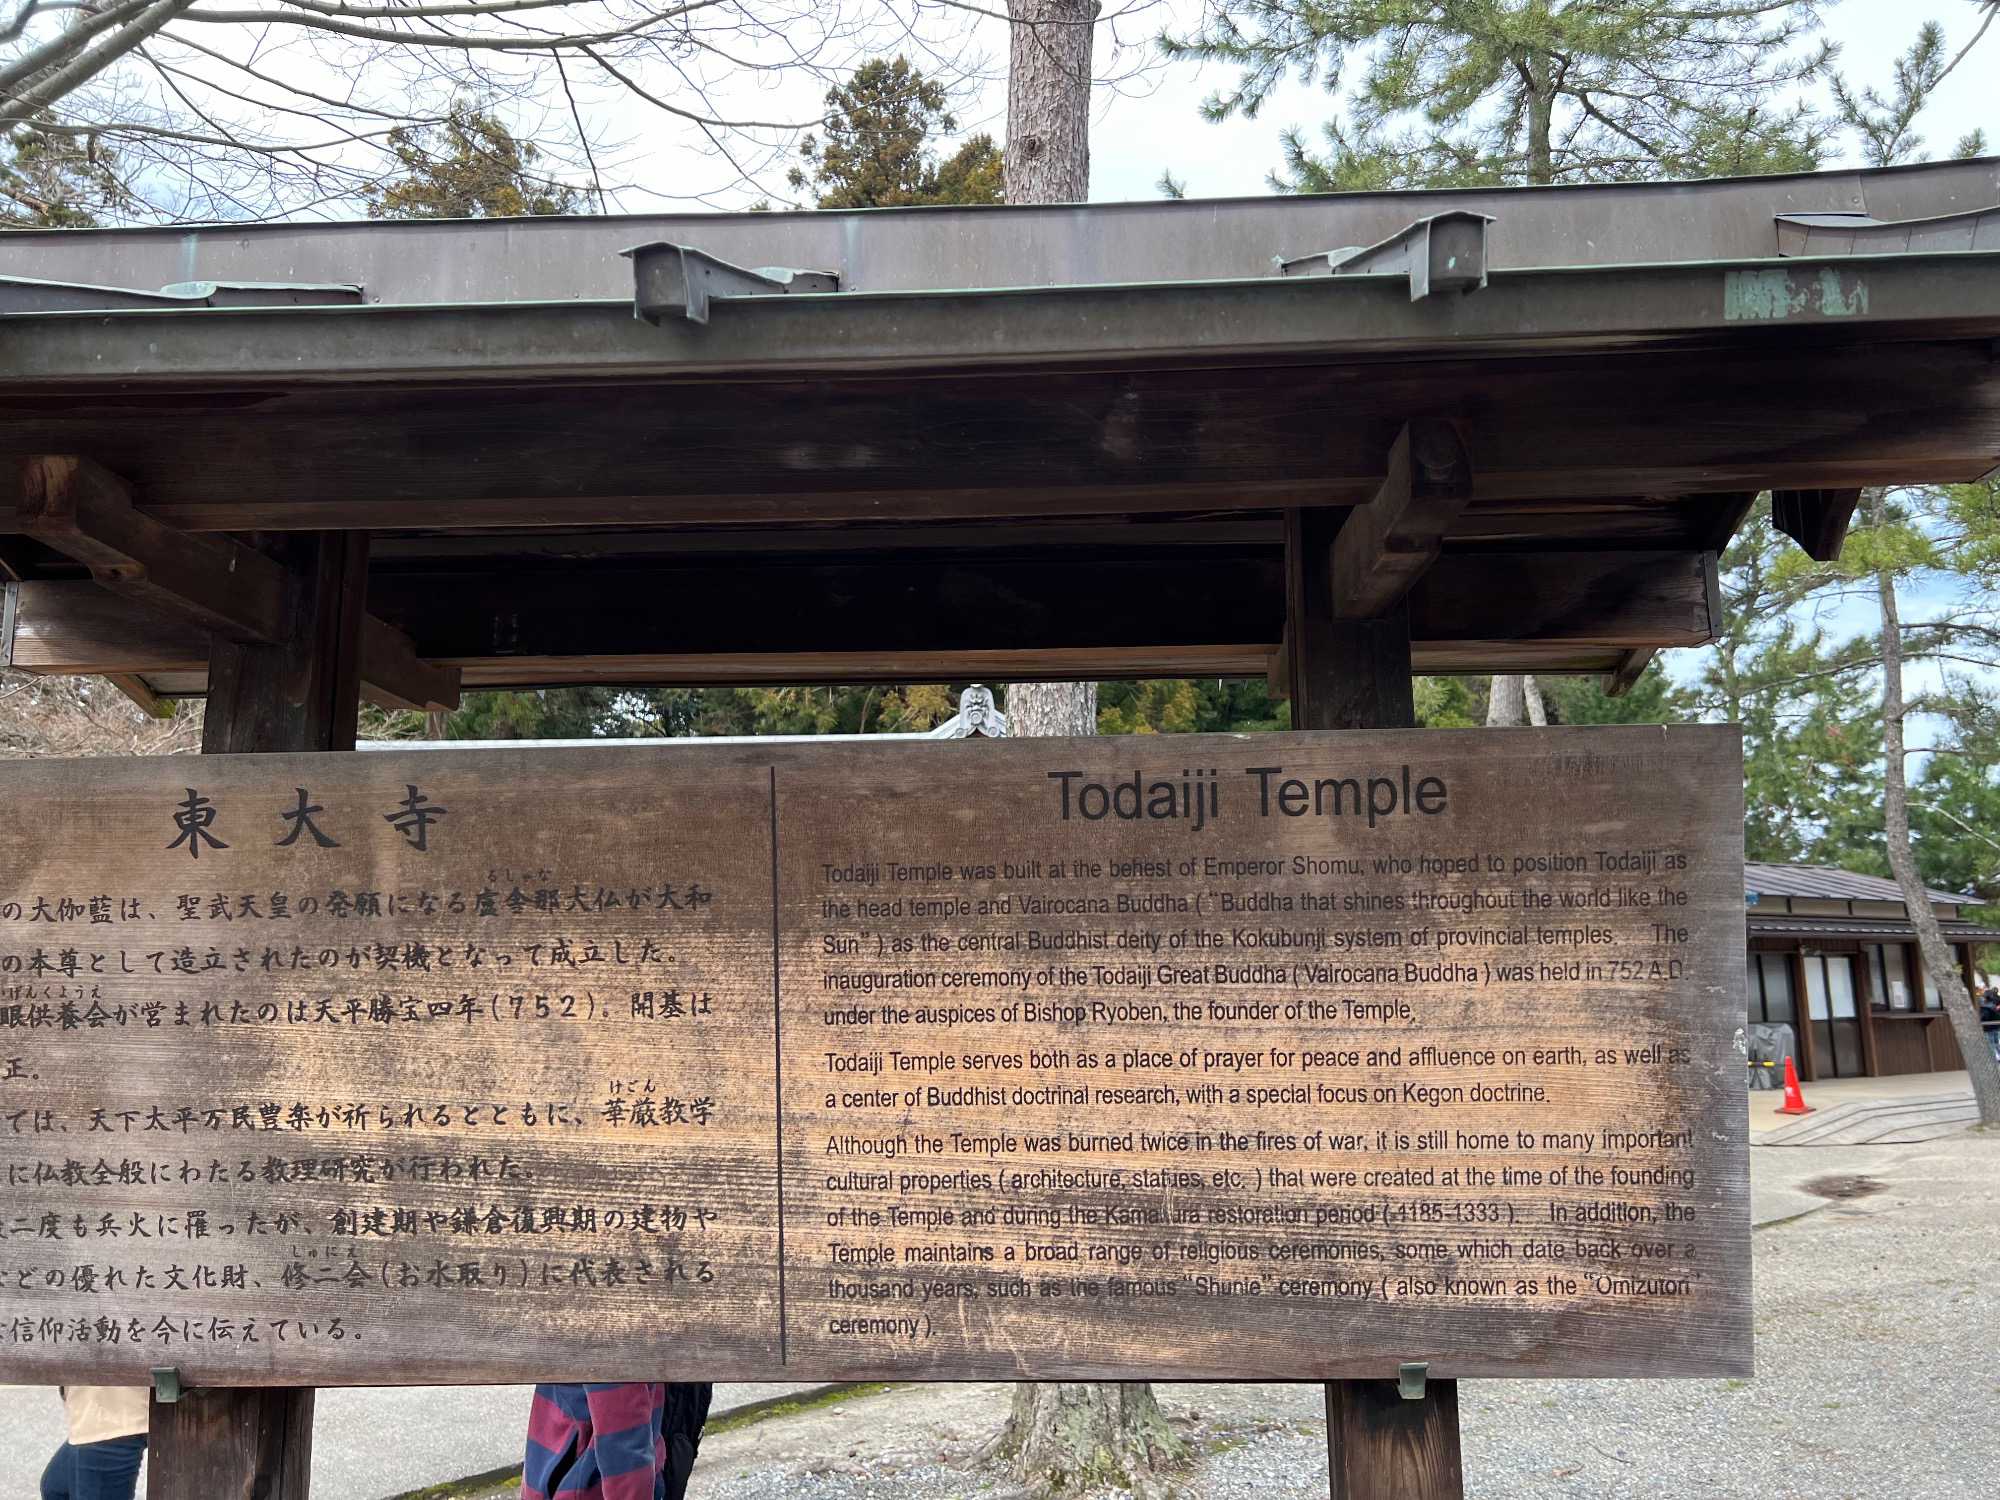 東大寺
の大伽藍は、聖武天皇の発願になる盧舎那大仏が大和
るしゃな
の本尊として造立されたのが契機となって成立した。
げんくようえ
眼供養会が営まれたのは天平勝宝四年(752)。開基は
正。
ては、天下太平万民豊楽が祈られるとともに、華厳教学
けごん
に仏教全般にわたる教理研究が行われた。
二度も兵火に罹ったが、創建期や鎌倉復興期の建物や
どの優れた文化財、修二会(お水取り)に代表される
しゅにえ
信仰活動を今に伝えている。
Todaiji Temple
Todaiji Temple was built at the behest of Emperor Shomu, who hoped to position Todaiji as
the head temple and Vairocana Buddha ( “Buddha that shines throughout the world like the
Sun” ) as the central Buddhist deity of the Kokubunji system of provincial temples. The
inauguration ceremony of the Todaiji Great Buddha ( Vairocana Buddha ) was held in 752 A.D.
under the auspices of Bishop Ryoben, the founder of the Temple.
Todaiji Temple serves both as a place of prayer for peace and affluence on earth, as well as
a center of Buddhist doctrinal research, with a special focus on Kegon doctrine.
Although the Temple was burned twice in the fires of war, it is still home to many important
cultural properties ( architecture, statues, etc. ) that were created at the time of the founding
of the Temple and during the Kamakura restoration period ( 1185-1333 ). In addition, the
Temple maintains a broad range of religious ceremonies, some which date back over a
thousand years, such as the famous “Shunie” ceremony ( also known as the “Omizutori”
ceremony ).